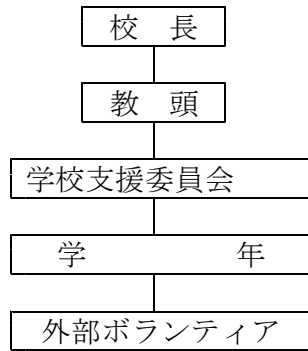 校　長
教　頭
学校支援委員会
学　　　　　年
外部ボランティア